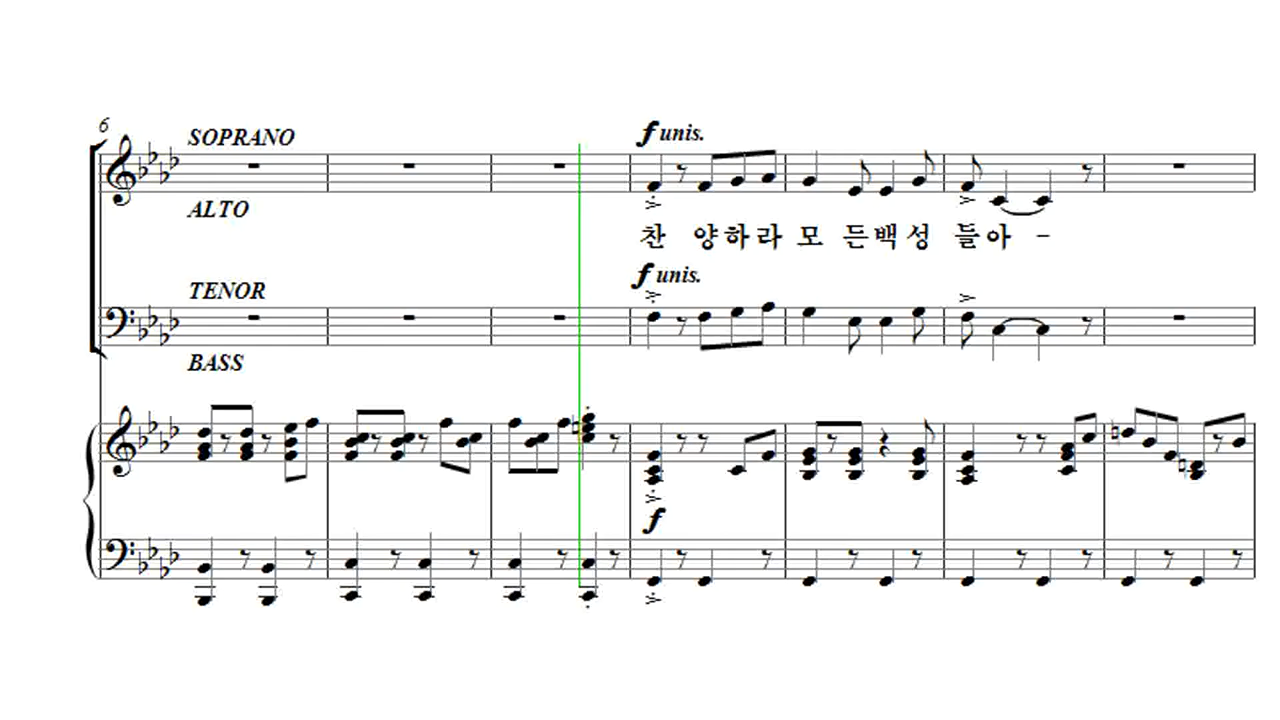 6
SOPRANO
f unis.
ALTO
찬 양하라 모 든백 성 들아 -
f unis.
TENOR
BASS
f